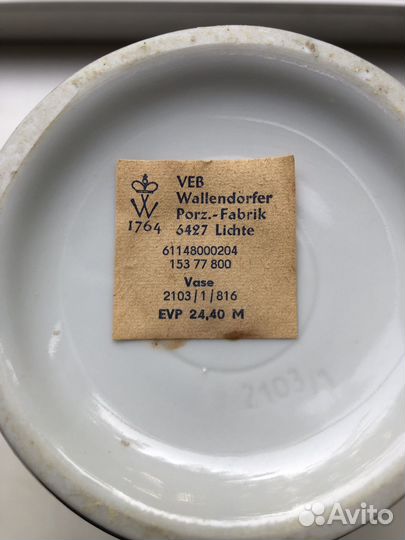 VEB
Wallendorfer
Porz.-Fabrik
W
1764
6427 Lichte
61148000204
153 77 800
Vase
2103/1/816
EVP 24,40 M
2103/1
Avito